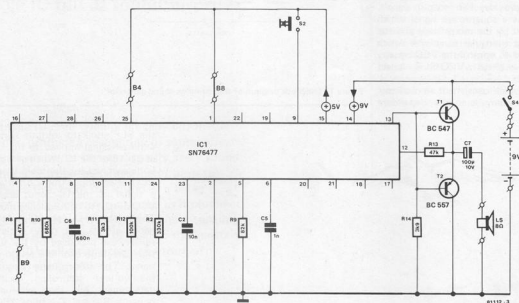 B4
B8
S2
5V
9V
S4
16 27 28 26 25 1 22 19 9 15 14 13
IC1
SN76477
12
T1
BC 547
R13
47k
C7
100µ
10V
9V
T2
BC 557
4 7 8 10 11 24 23 3 2 5 6 20 21 18 17
R8
47k
R10
680k
C6
680n
R11
3k3
R12
100k
R2
330k
C2
10n
R9
82k
C5
1n
R14
3k9
LS
8Ω
B9
81112 - 3